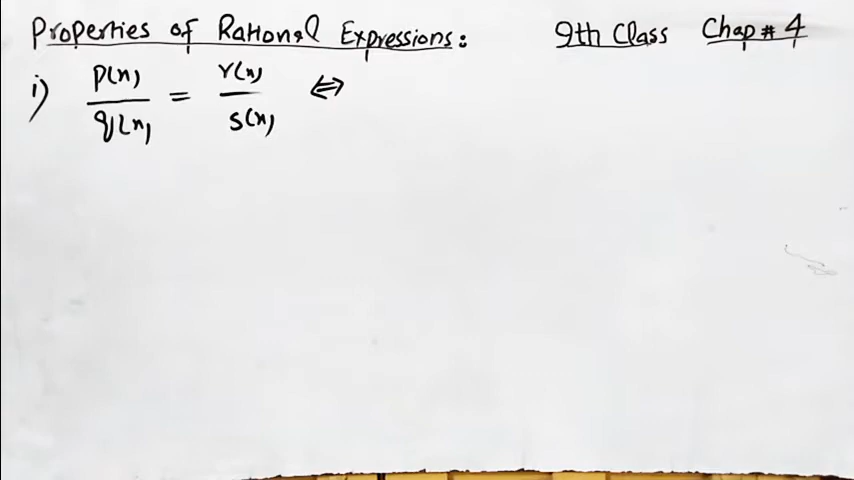 Properties of Rational Expressions: 9th Class Chap # 4
i) p(x)/q(x) = r(x)/s(x) ⇔